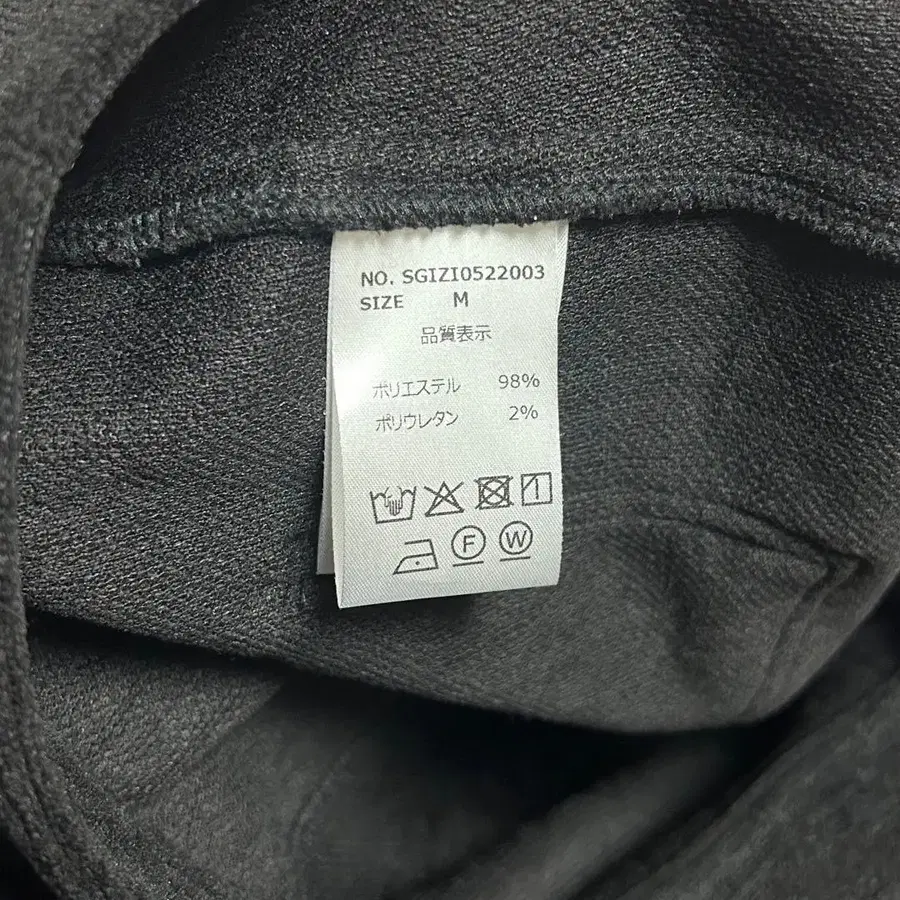 NO. SGIZI0522003
SIZE M
品質表示
ポリエステル 98%
ポリウレタン 2%
F W